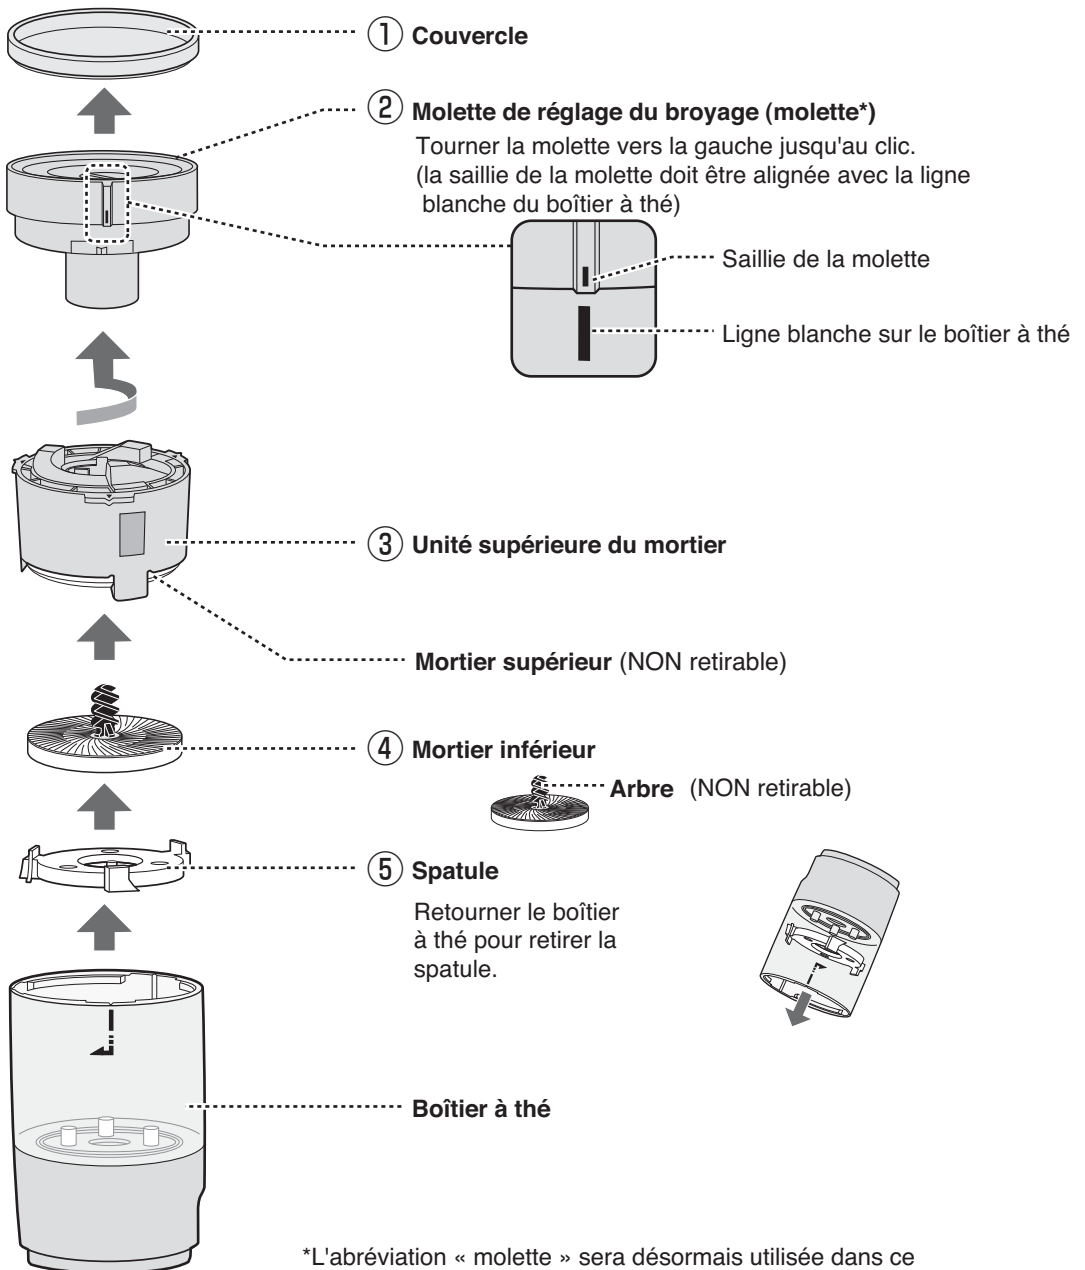 ① Couvercle
② Molette de réglage du broyage (molette*)
Tourner la molette vers la gauche jusqu'au clic.
(la saillie de la molette doit être alignée avec la ligne
blanche du boîtier à thé)
Saillie de la molette
Ligne blanche sur le boîtier à thé
③ Unité supérieure du mortier
Mortier supérieur (NON retirable)
④ Mortier inférieur
Arbre (NON retirable)
⑤ Spatule
Retourner le boîtier
à thé pour retirer la
spatule.
Boîtier à thé
*L'abréviation « molette » sera désormais utilisée dans ce